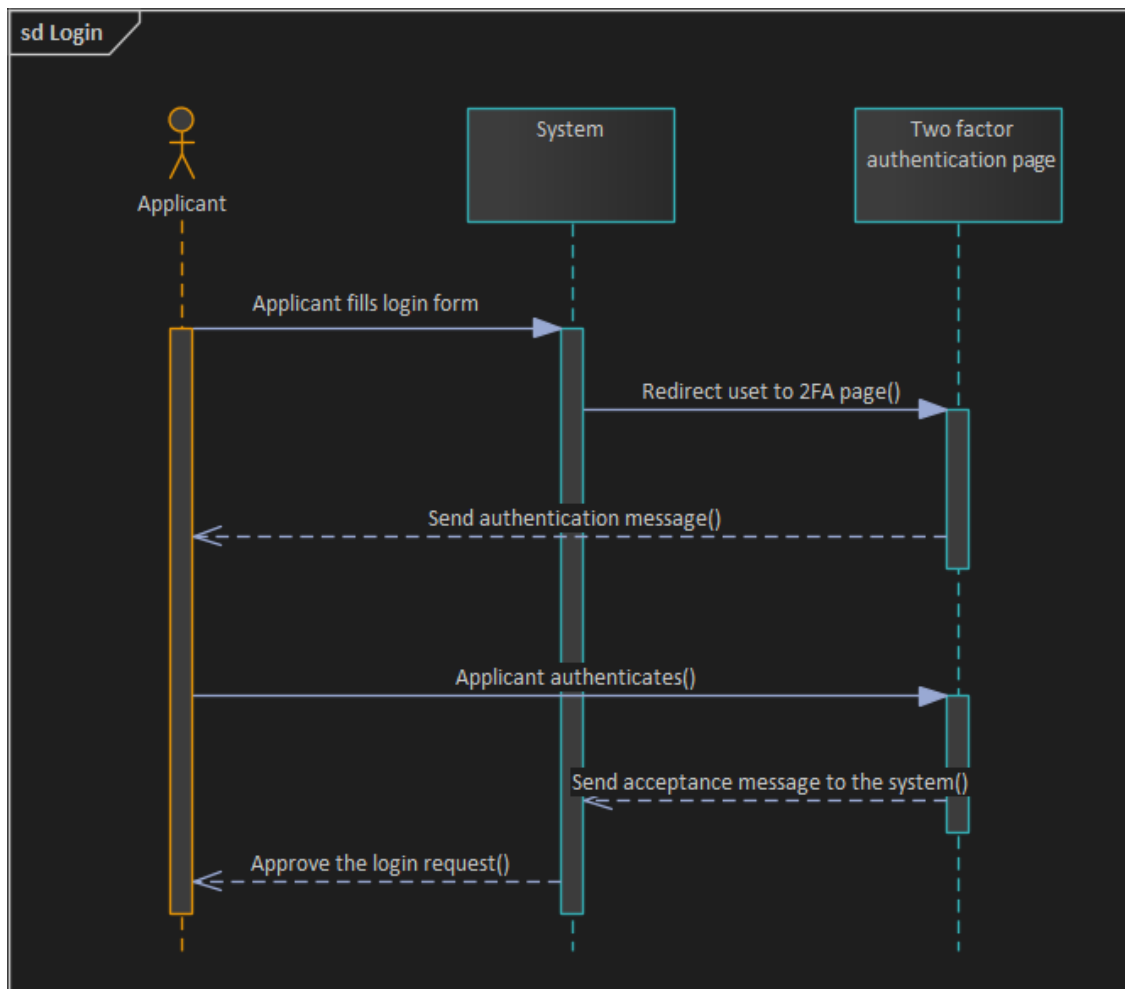 sd Login
Applicant
System
Two factor
authentication page
Applicant fills login form
Redirect uset to 2FA page()
Send authentication message()
Applicant authenticates()
Send acceptance message to the system()
Approve the login request()